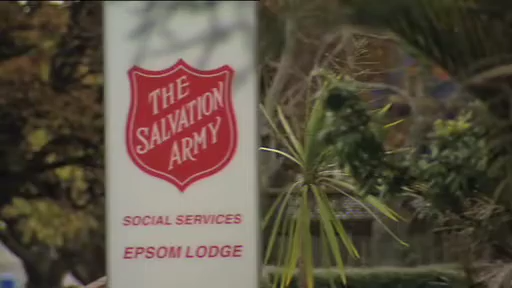 THE
SALVATION
ARMY
SOCIAL SERVICES
EPSOM LODGE